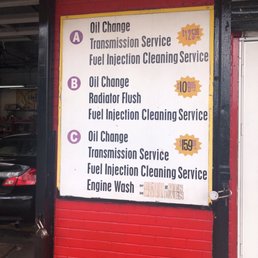 Oil Change
A Transmission Service
Fuel Injection Cleaning Service
B Oil Change
Radiator Flush
Fuel Injection Cleaning Service
C Oil Change
Transmission Service 159
Fuel Injection Cleaning Service
Engine Wash